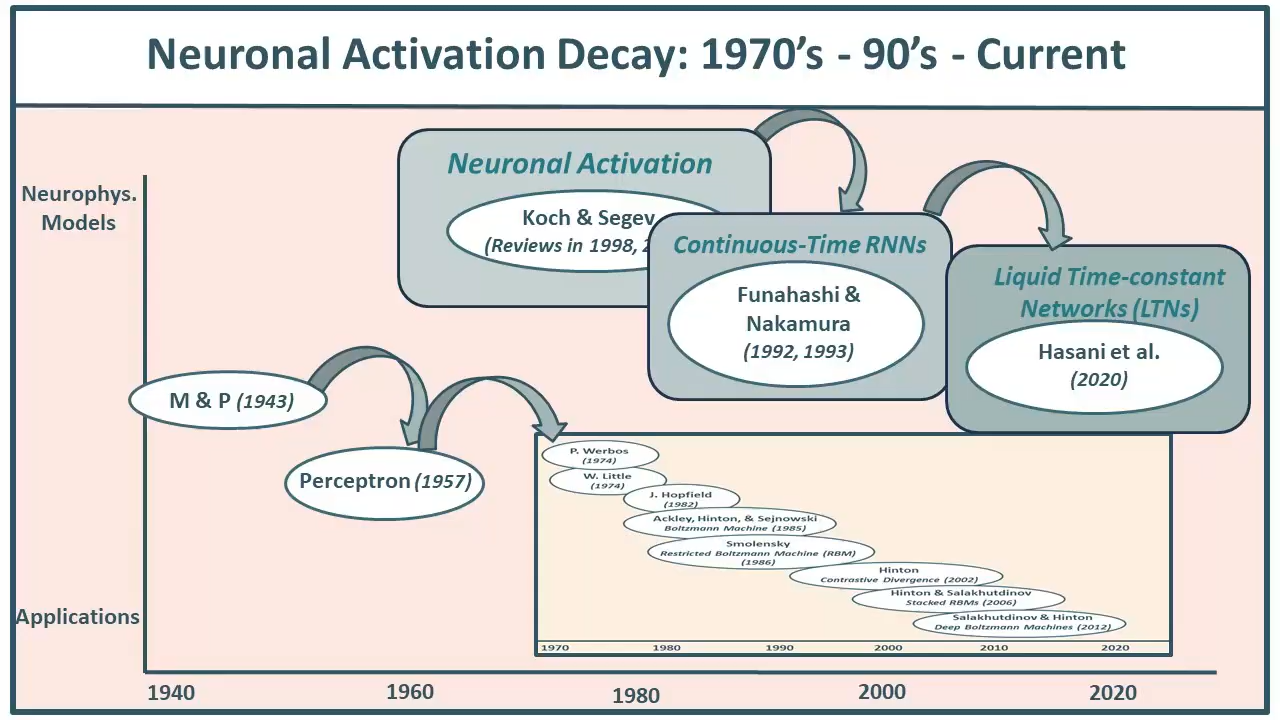 Neuronal Activation Decay: 1970’s - 90’s - Current
Neurophys.
Models
Applications
Neuronal Activation
Koch & Segev
(Reviews in 1998,
Continuous-Time RNNs
Funahashi &
Nakamura
(1992, 1993)
Liquid Time-constant
Networks (LTNs)
Hasani et al.
(2020)
M & P (1943)
Perceptron (1957)
P. Werbos
(1974)
W. Little
(1974)
J. Hopfield
(1982)
Ackley, Hinton, & Sejnowski
Boltzmann Machine (1985)
Smolensky
Restricted Boltzmann Machine (RBM)
(1986)
Hinton
Contrastive Divergence (2002)
Hinton & Salakhutdinov
Stacked RBMs (2006)
Salakhutdinov & Hinton
Deep Boltzmann Machines (2012)
1970 1980 1990 2000 2010 2020
1940 1960 1980 2000 2020